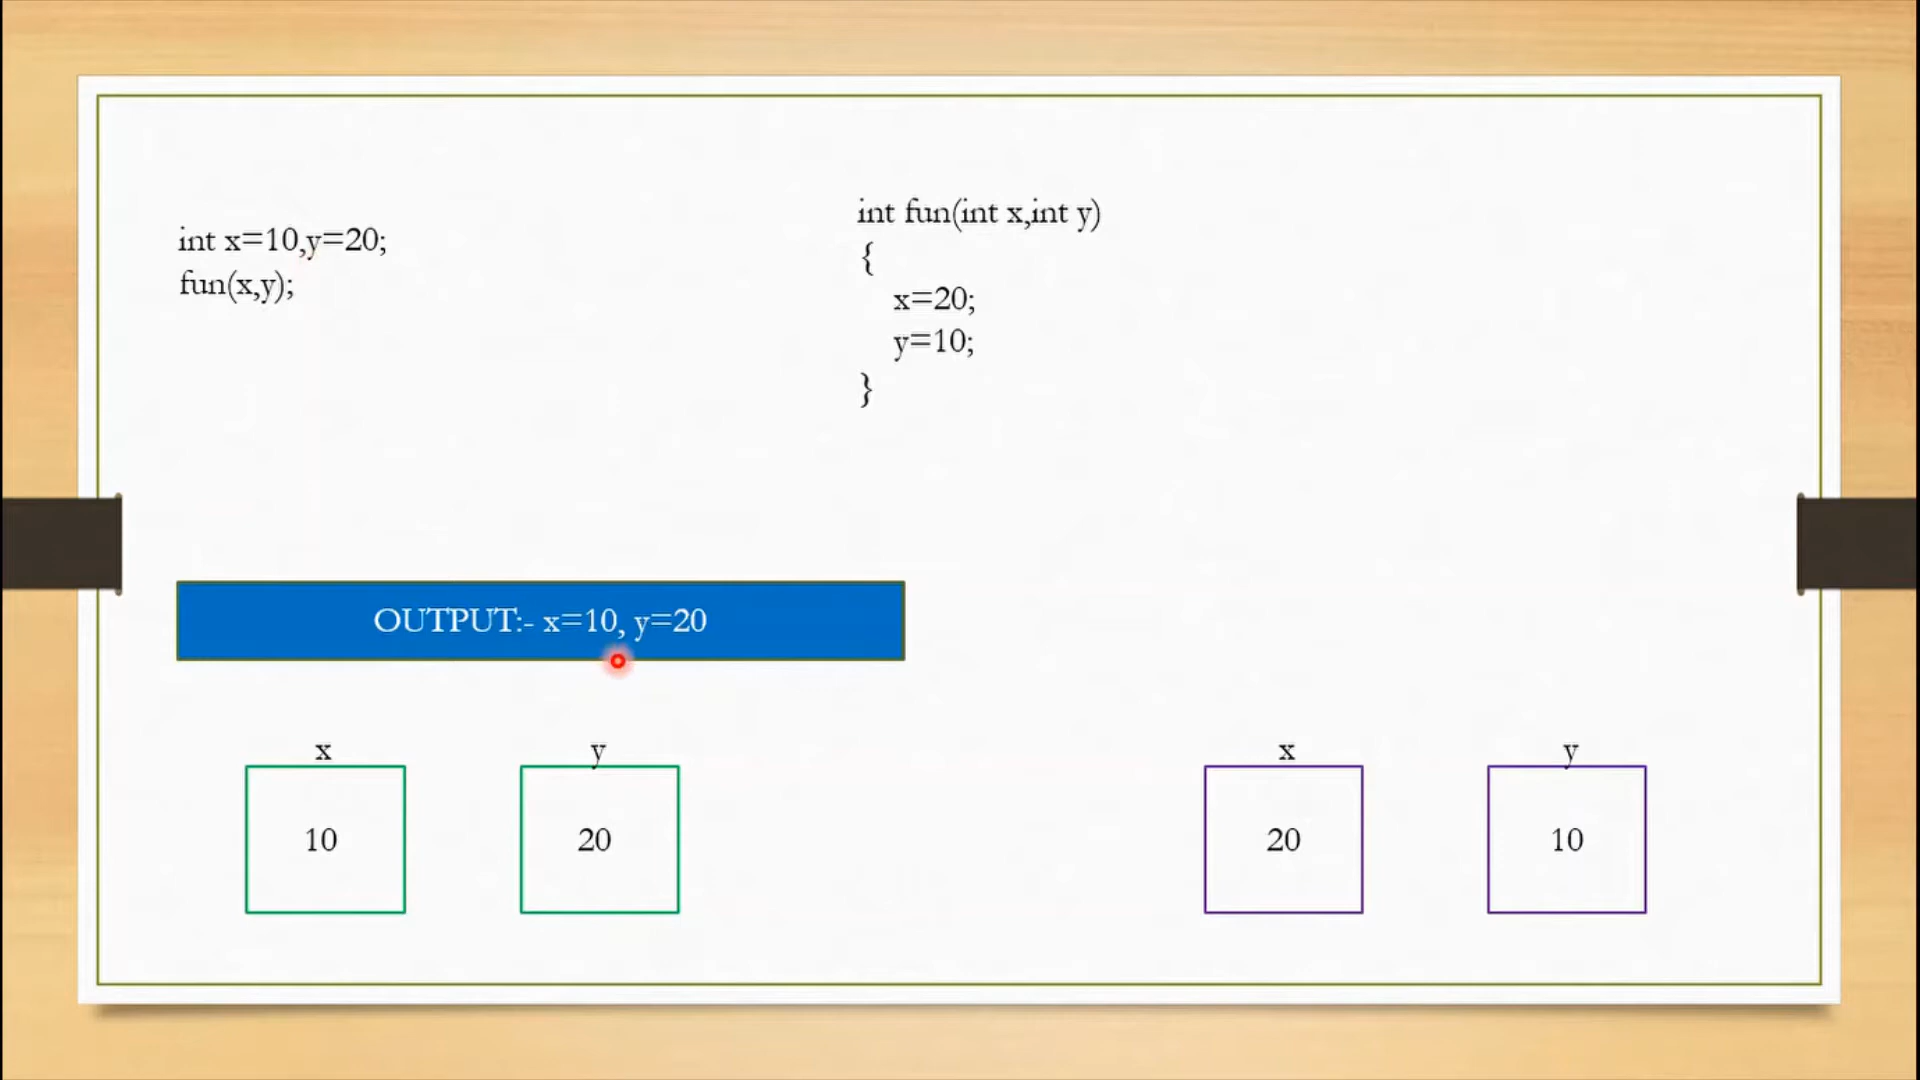 int x=10,y=20;
fun(x,y);
int fun(int x,int y)
{
x=20;
y=10;
}
OUTPUT:- x=10, y=20
x y x y
10 20 20 10